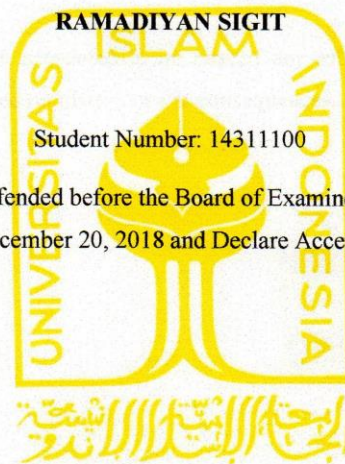 RAMADIYAN SIGIT
ISLAM
UNIVERSITAS
INDONESIA
Student Number: 14311100
fended before the Board of Examine
cember 20, 2018 and Declare Acce